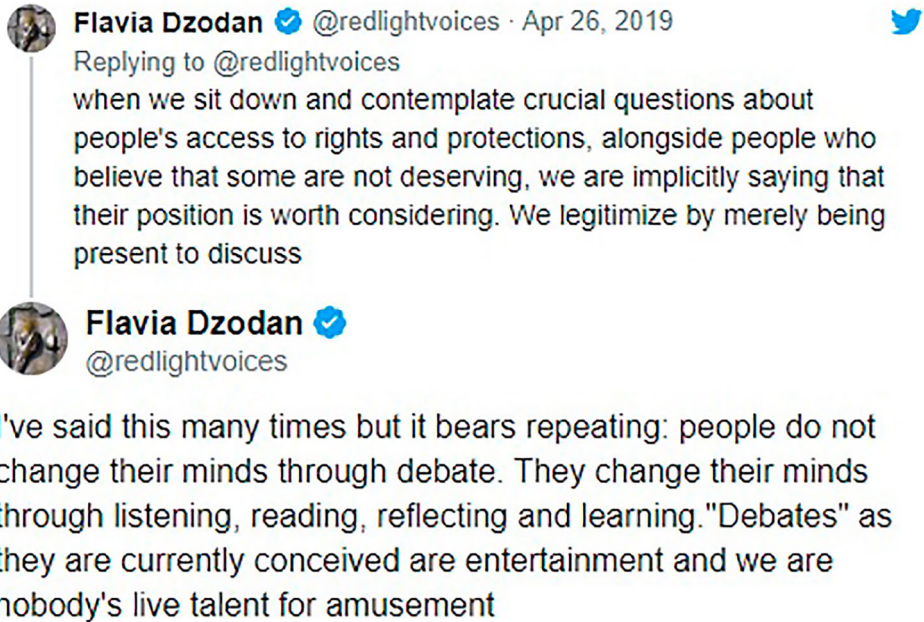 Flavia Dzodan @redlightvoices · Apr 26, 2019
Replying to @redlightvoices
when we sit down and contemplate crucial questions about
people's access to rights and protections, alongside people who
believe that some are not deserving, we are implicitly saying that
their position is worth considering. We legitimize by merely being
present to discuss
Flavia Dzodan
@redlightvoices
I've said this many times but it bears repeating: people do not
change their minds through debate. They change their minds
through listening, reading, reflecting and learning."Debates" as
they are currently conceived are entertainment and we are
nobody's live talent for amusement